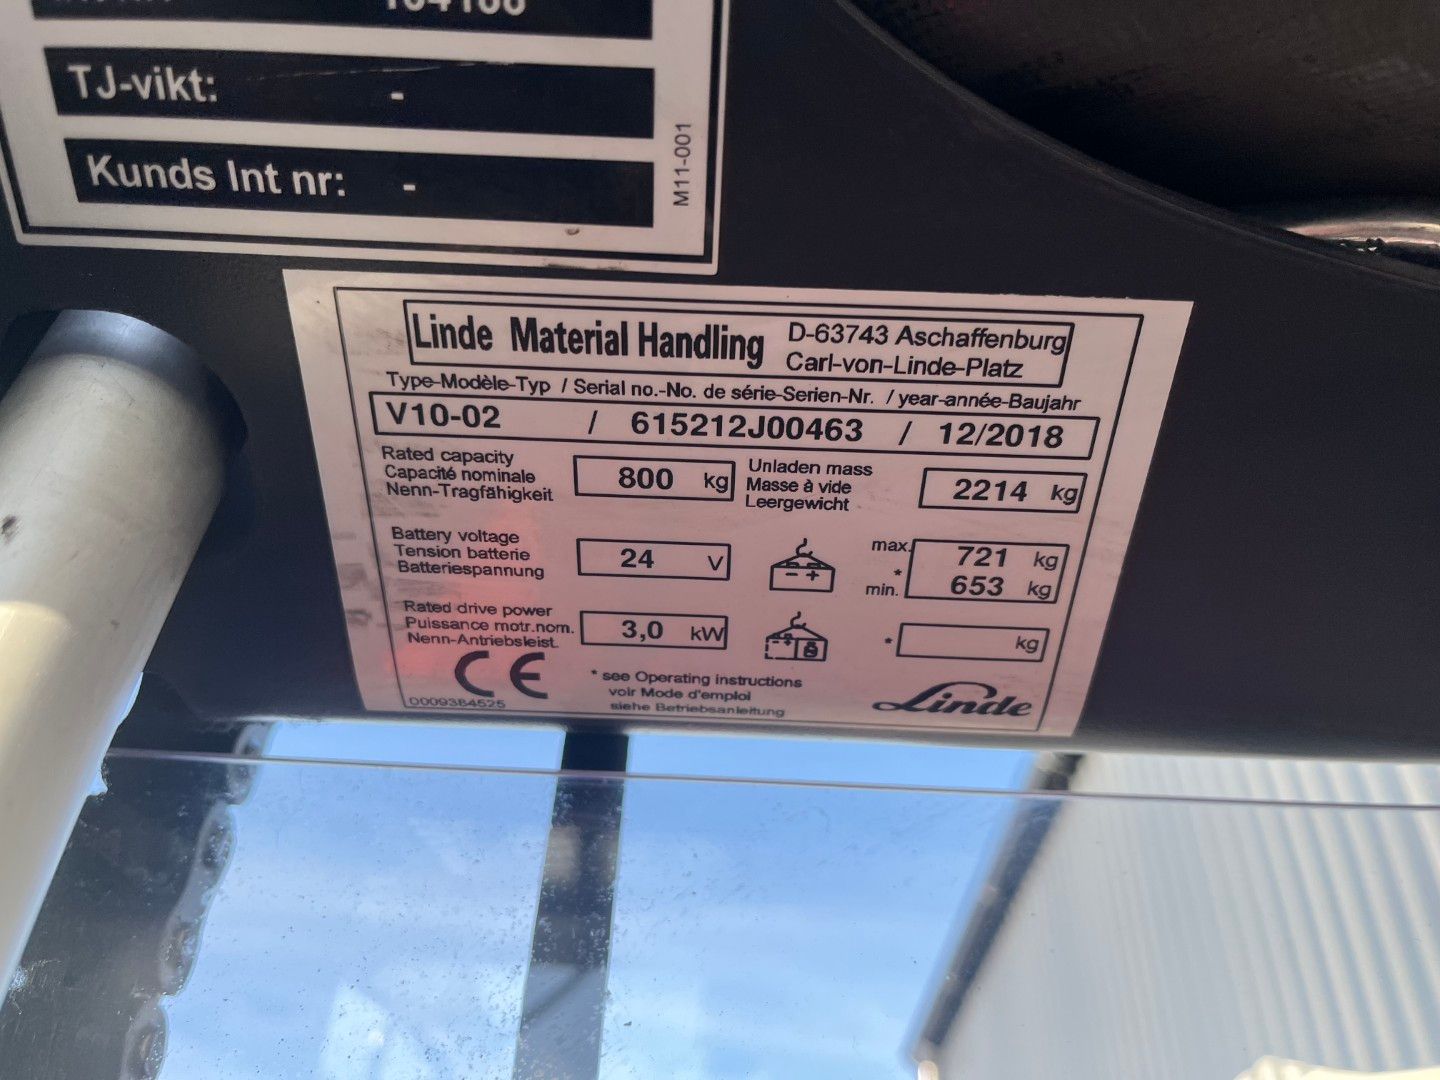 TJ-vikt: -
Kunds Int nr: -
M11-001
Linde Material Handling
D-63743 Aschaffenburg
Carl-von-Linde-Platz
Type-Modèle-Typ / Serial no.-No. de série-Serien-Nr. / year-année-Baujahr
V10-02 / 615212J00463 / 12/2018
Rated capacity
Capacité nominale
Nenn-Tragfähigkeit
800 kg
Unladen mass
Masse à vide
Leergewicht
2214 kg
Battery voltage
Tension batterie
Batteriespannung
24 V
- +
max. 721 kg
*
min. 653 kg
Rated drive power
Puissance motr.nom.
Nenn-Antriebsleist.
3,0 kW
* kg
CE
* see Operating instructions
voir Mode d'emploi
siehe Betriebsanleitung
Linde
D009384525